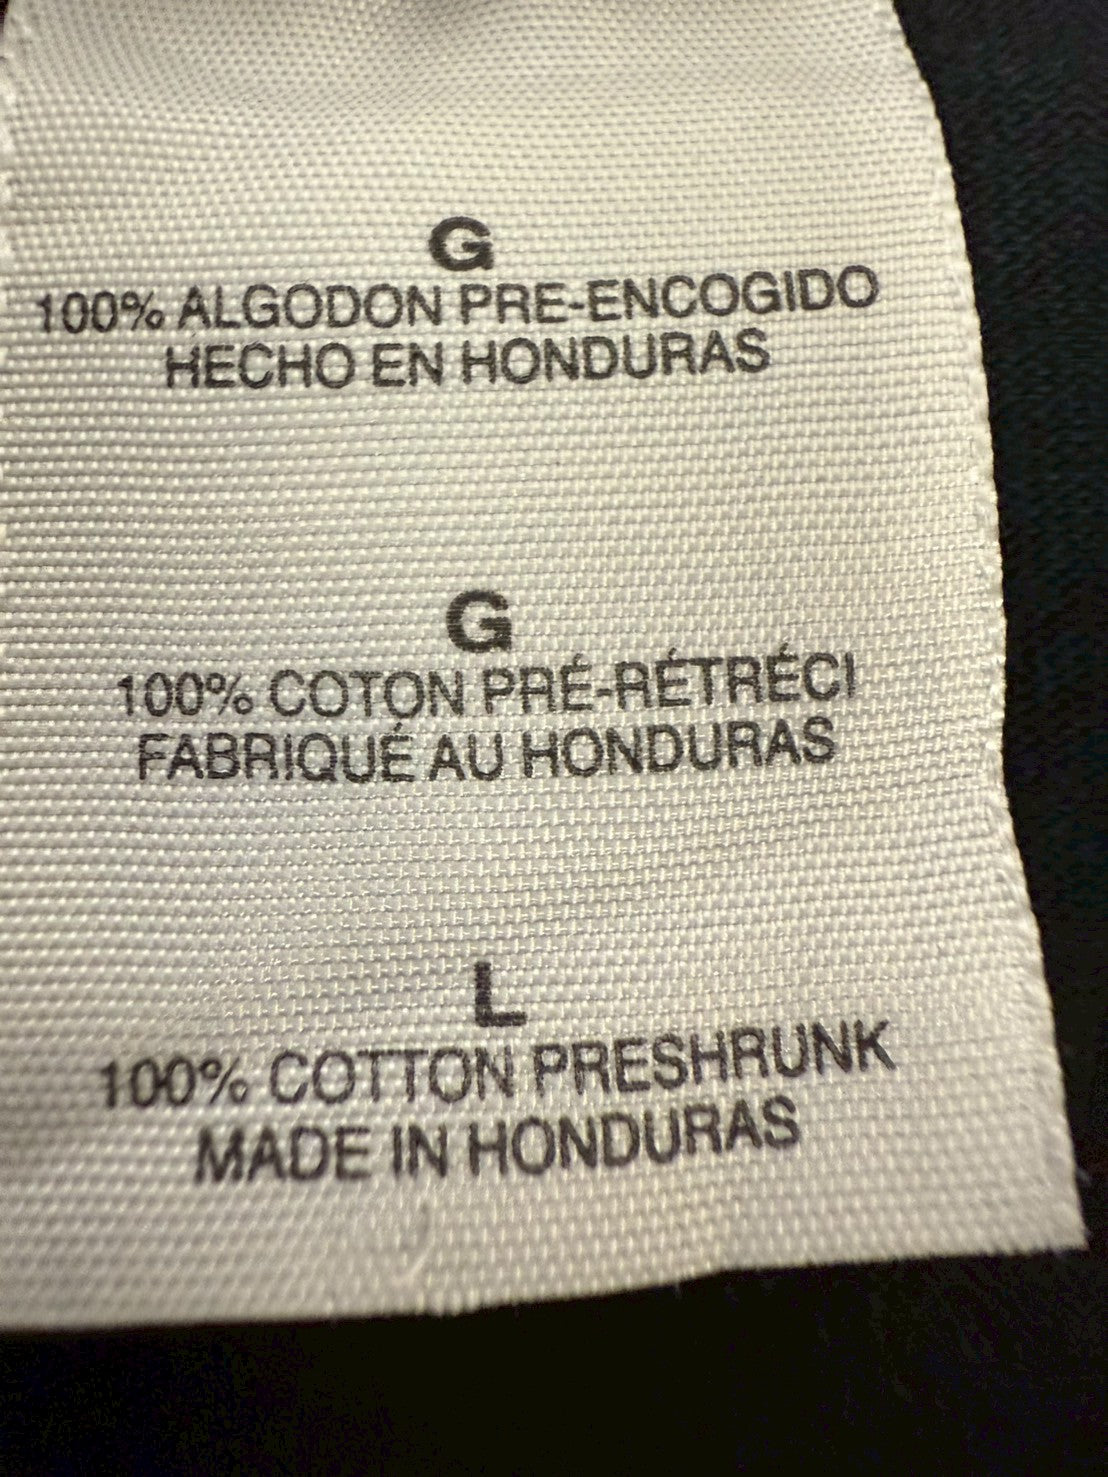 G
100% ALGODON PRE-ENCOGIDO
HECHO EN HONDURAS
G
100% COTON PRÉ-RÉTRÉCI
FABRIQUÉ AU HONDURAS
L
100% COTTON PRESHRUNK
MADE IN HONDURAS